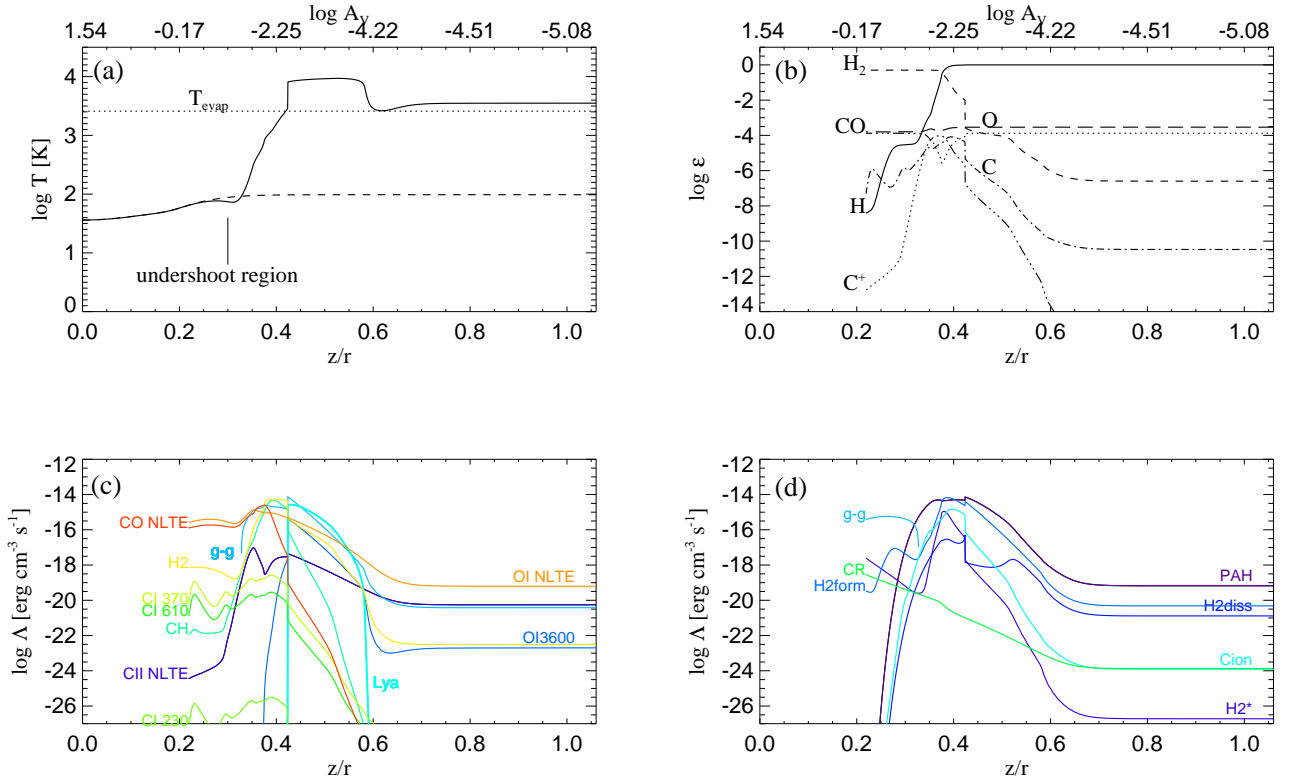 log A_v
1.54 -0.17 -2.25 -4.22 -4.51 -5.08
(a)
T_evap
undershoot region
log T [K]
4
3
2
1
0
0.0 0.2 0.4 0.6 0.8 1.0
z/r
log A_v
1.54 -0.17 -2.25 -4.22 -4.51 -5.08
(b)
H_2
CO
O
C
H
C^+
log ε
0
-2
-4
-6
-8
-10
-12
-14
0.0 0.2 0.4 0.6 0.8 1.0
z/r
(c)
CO NLTE
g-g
H2
OI NLTE
CI 370
CI 610
CH
OI3600
CII NLTE
Lya
CI 230
log Λ [erg cm^-3 s^-1]
-12
-14
-16
-18
-20
-22
-24
-26
0.0 0.2 0.4 0.6 0.8 1.0
z/r
(d)
g-g
CR
H2form
PAH
H2diss
Cion
H2*
log Λ [erg cm^-3 s^-1]
-12
-14
-16
-18
-20
-22
-24
-26
0.0 0.2 0.4 0.6 0.8 1.0
z/r